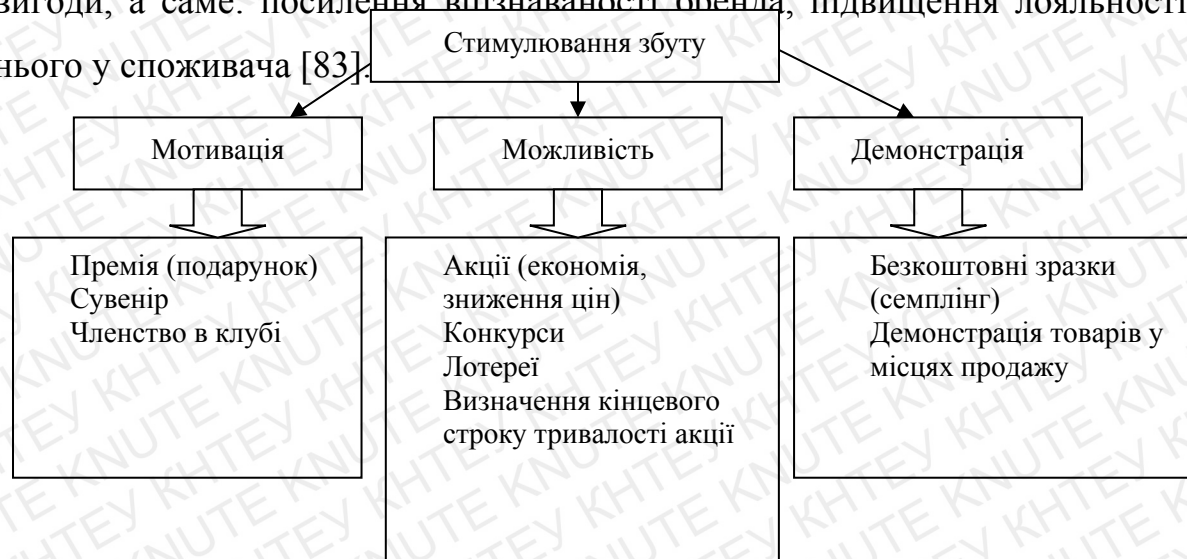 вигоди, а саме: посилення впізнаваності бренда, підвищення лояльності
нього у споживача [83].
Стимулювання збуту
Мотивація
Можливість
Демонстрація
Премія (подарунок)
Сувенір
Членство в клубі
Акції (економія,
зниження цін)
Конкурси
Лотереї
Визначення кінцевого
строку тривалості акції
Безкоштовні зразки
(семплінг)
Демонстрація товарів у
місцях продажу